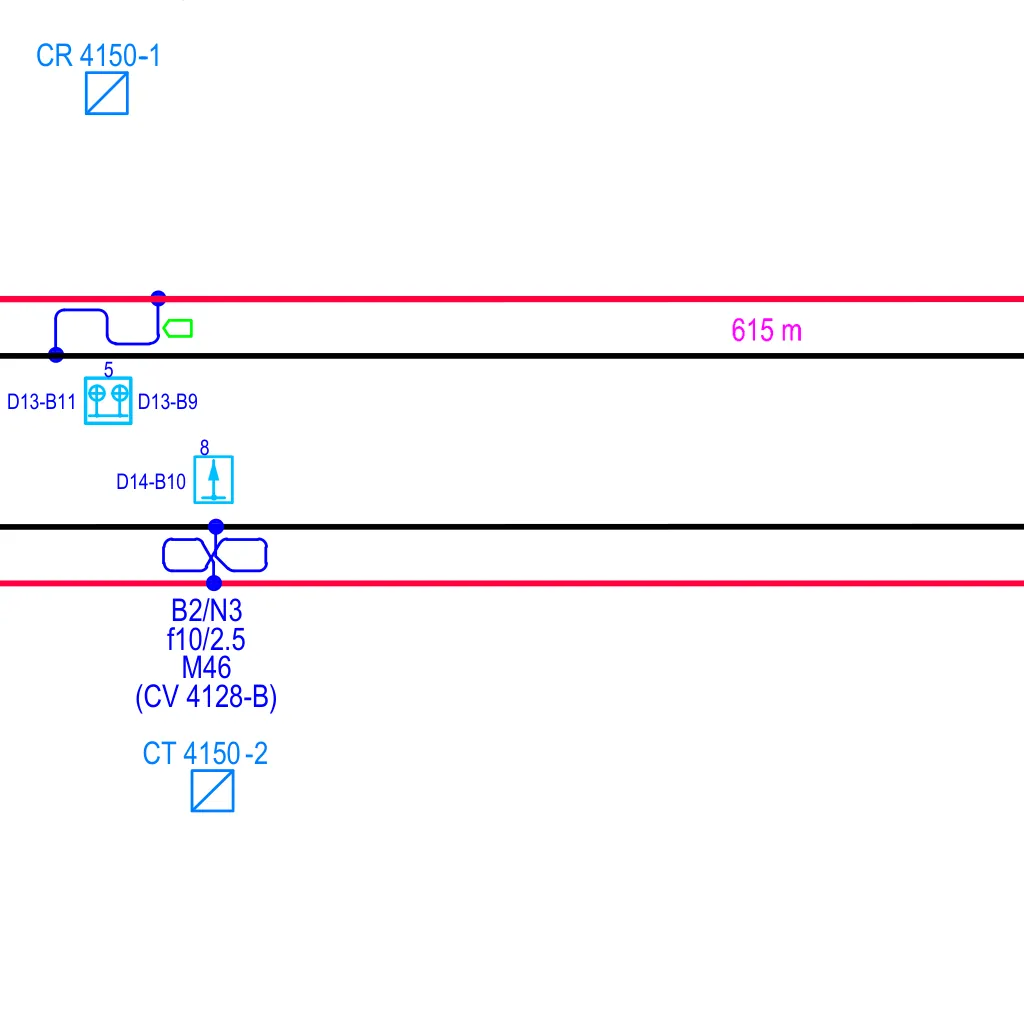 CR 4150-1
615 m
5
D13-B11 D13-B9
8
D14-B10
B2/N3
f10/2.5
M46
(CV 4128-B)
CT 4150-2